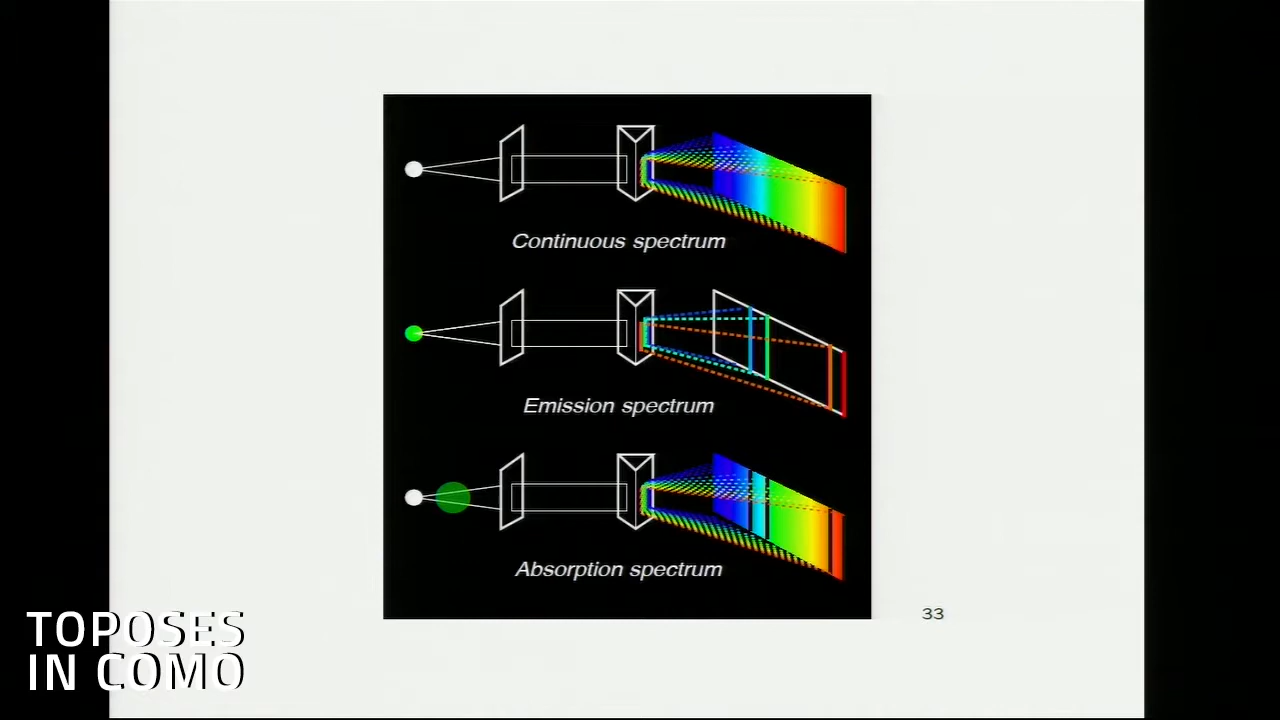 Continuous spectrum
Emission spectrum
Absorption spectrum
33
TOPOSES
IN COMO